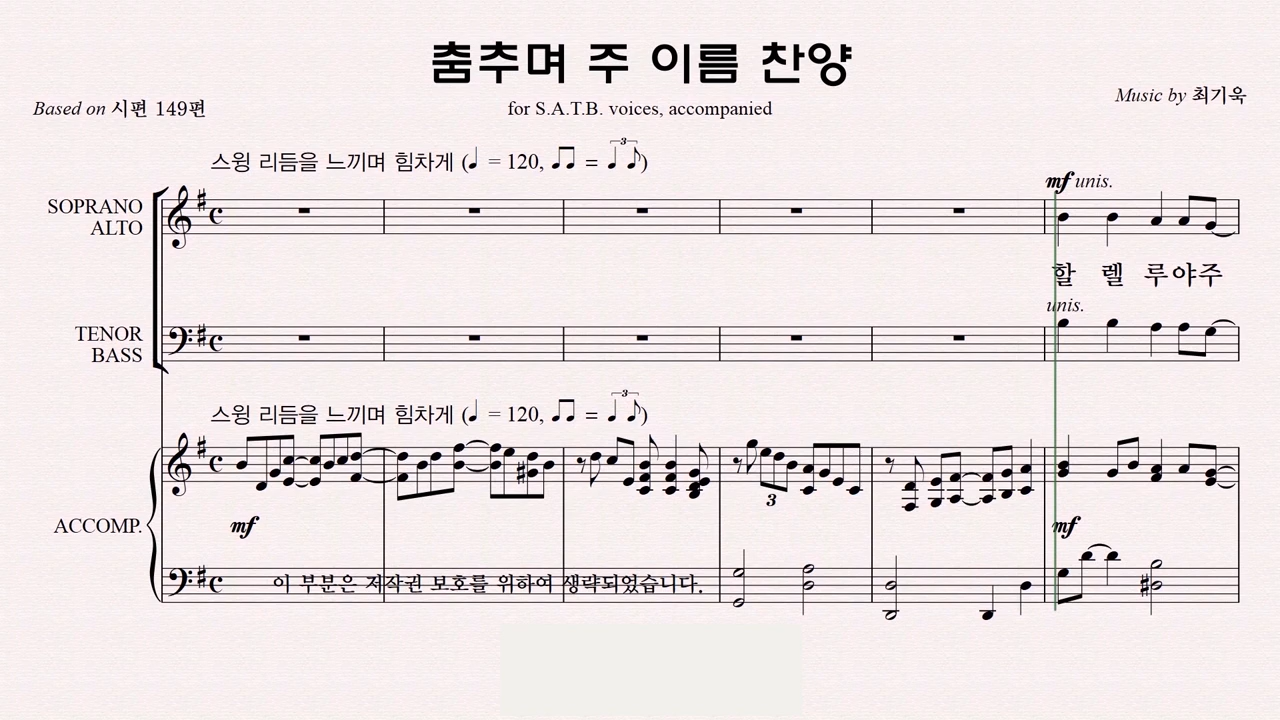 춤추며 주 이름 찬양
Based on 시편 149편
for S.A.T.B. voices, accompanied
Music by 최기욱
스윙 리듬을 느끼며 힘차게 (♩ = 120, ♫ = 3 ♩ ♪)
mf unis.
SOPRANO
ALTO
할 렐 루야주
unis.
TENOR
BASS
스윙 리듬을 느끼며 힘차게 (♩ = 120, ♫ = 3 ♩ ♪)
3
ACCOMP.
mf
mf
이 부분은 저작권 보호를 위하여 생략되었습니다.